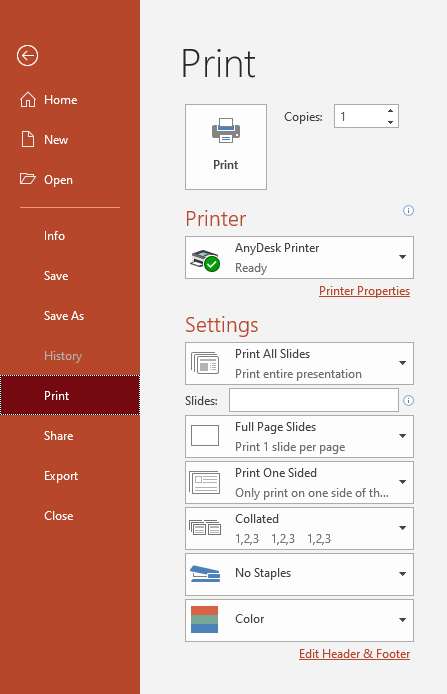 Print
Home
New
Open
Info
Save
Save As
History
Print
Share
Export
Close
Print
Copies:
1
Printer
AnyDesk Printer
Ready
Printer Properties
Settings
Print All Slides
Print entire presentation
Slides:
Full Page Slides
Print 1 slide per page
Print One Sided
Only print on one side of th...
Collated
1,2,3 1,2,3 1,2,3
No Staples
Color
Edit Header & Footer